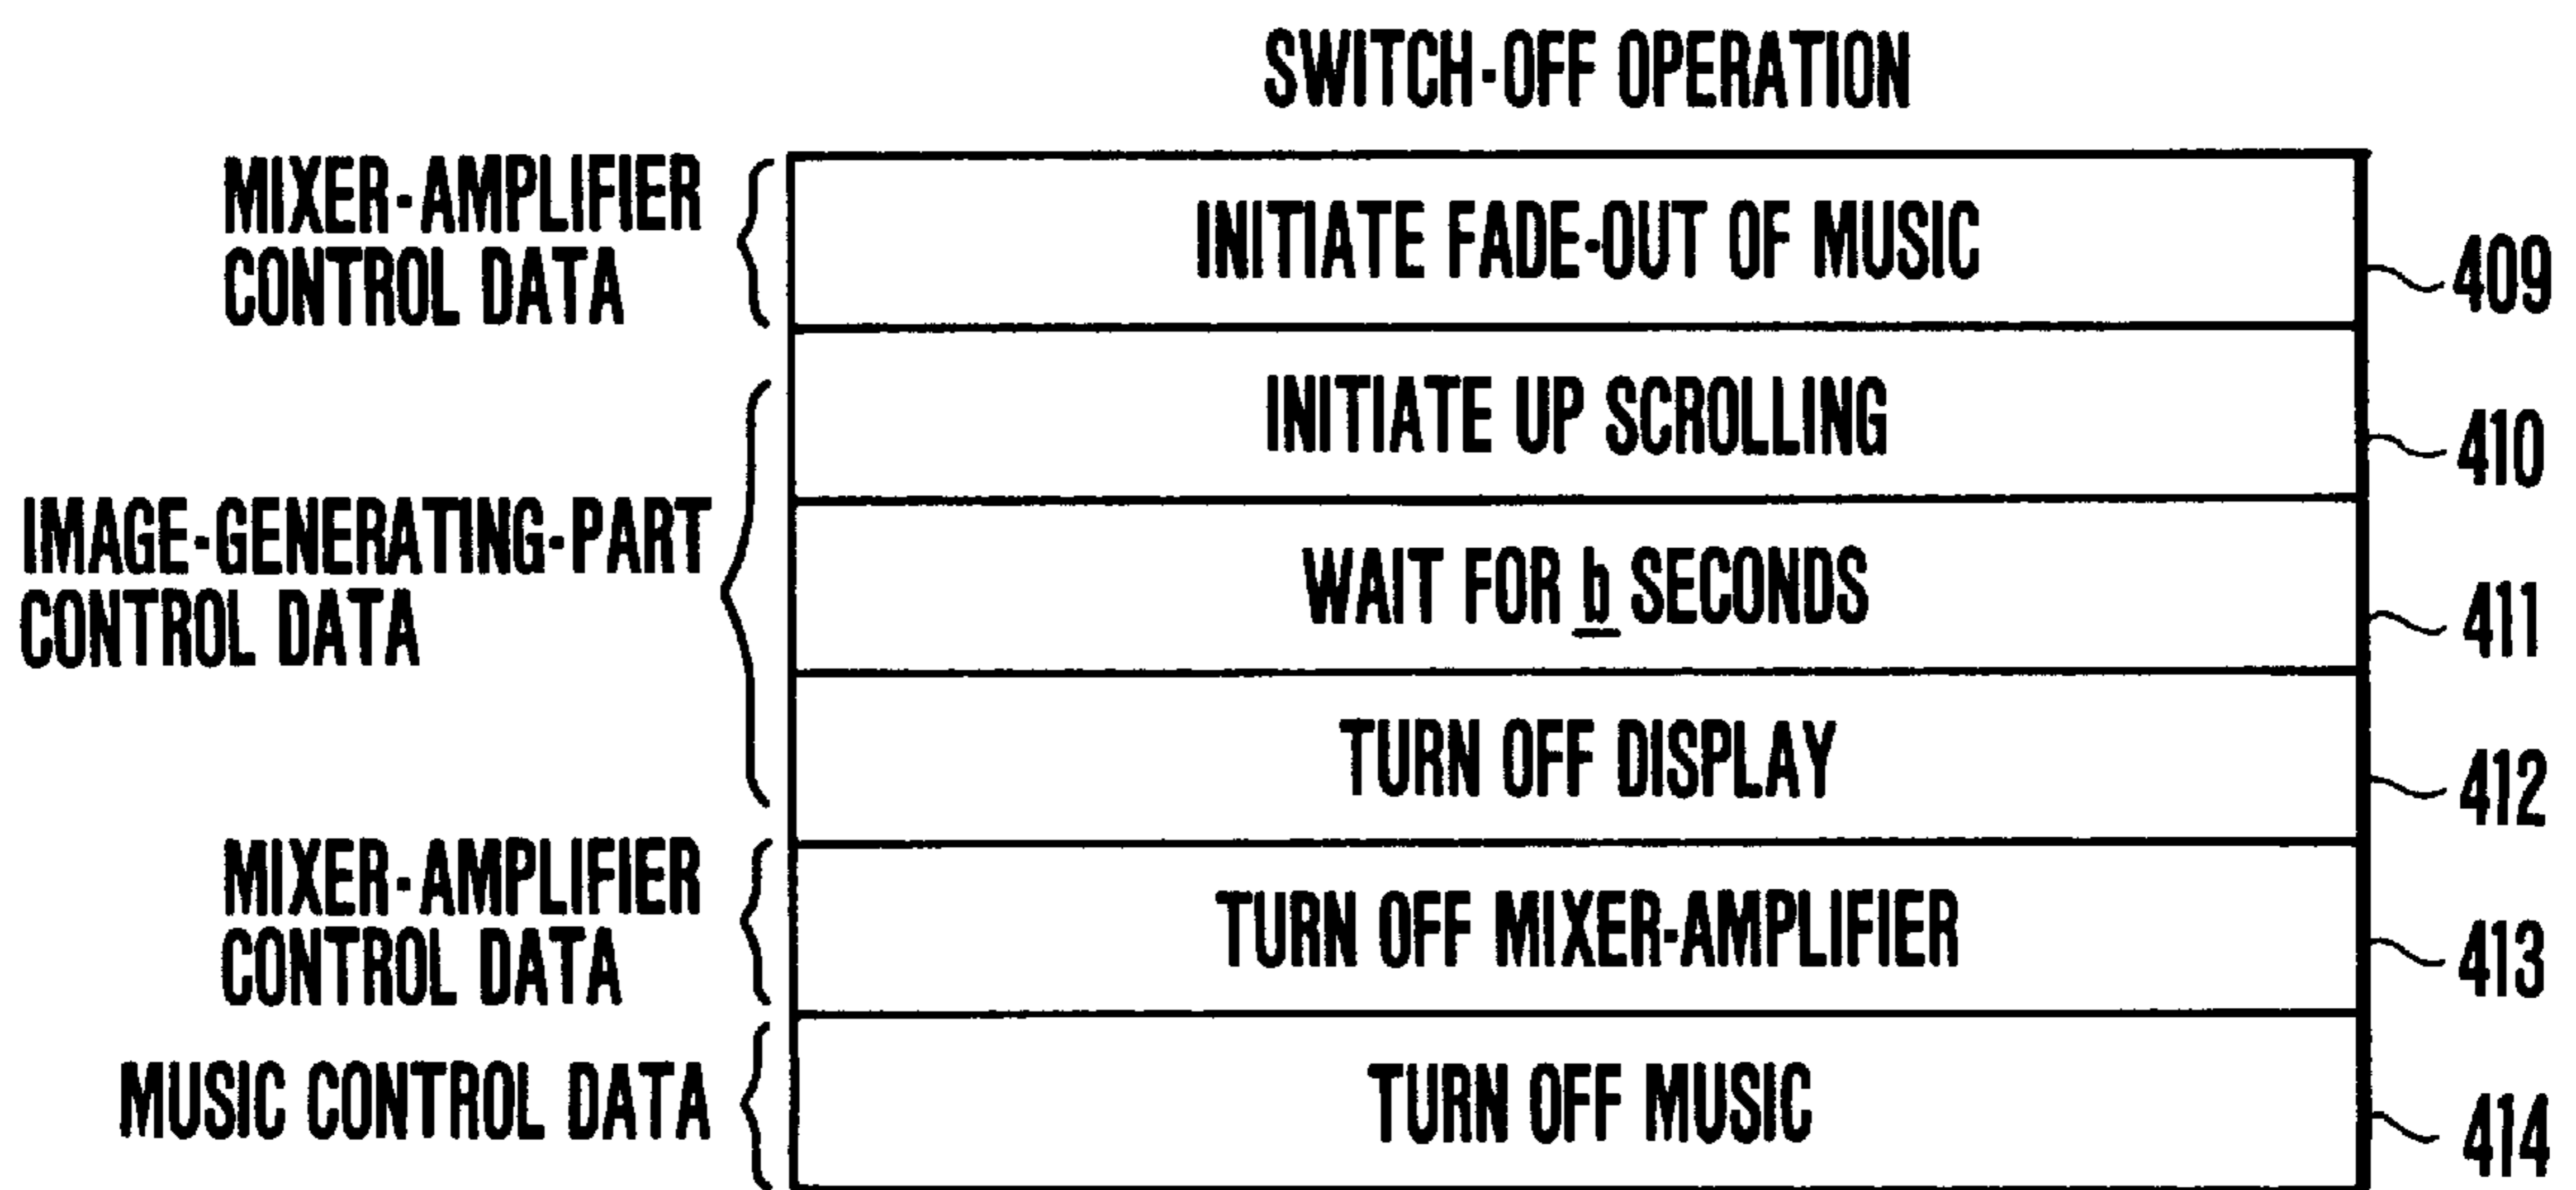 SWITCH-OFF OPERATION
MIXER-AMPLIFIER
CONTROL DATA
INITIATE FADE-OUT OF MUSIC
409
INITIATE UP SCROLLING
410
IMAGE-GENERATING-PART
CONTROL DATA
WAIT FOR b SECONDS
411
TURN OFF DISPLAY
412
MIXER-AMPLIFIER
CONTROL DATA
TURN OFF MIXER-AMPLIFIER
413
MUSIC CONTROL DATA
TURN OFF MUSIC
414